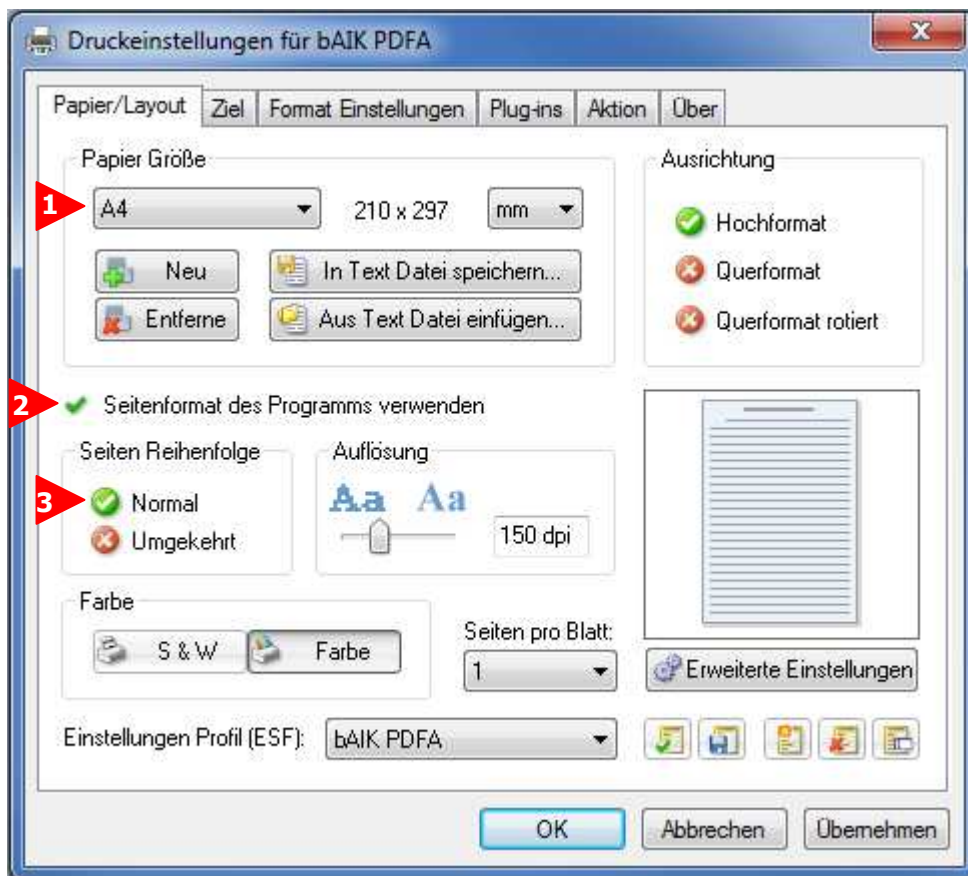 Druckeinstellungen für bAIK PDFA
Papier/Layout Ziel Format Einstellungen Plug-ins Aktion Über
Papier Größe
1 A4 210 x 297 mm
Neu In Text Datei speichern...
Entferne Aus Text Datei einfügen...
Ausrichtung
Hochformat
Querformat
Querformat rotiert
2 Seitenformat des Programms verwenden
Seiten Reihenfolge
3 Normal
Umgekehrt
Auflösung
Aa Aa
150 dpi
Farbe
S & W Farbe
Seiten pro Blatt:
1
Erweiterte Einstellungen
Einstellungen Profil (ESF): bAIK PDFA
OK Abbrechen Übernehmen